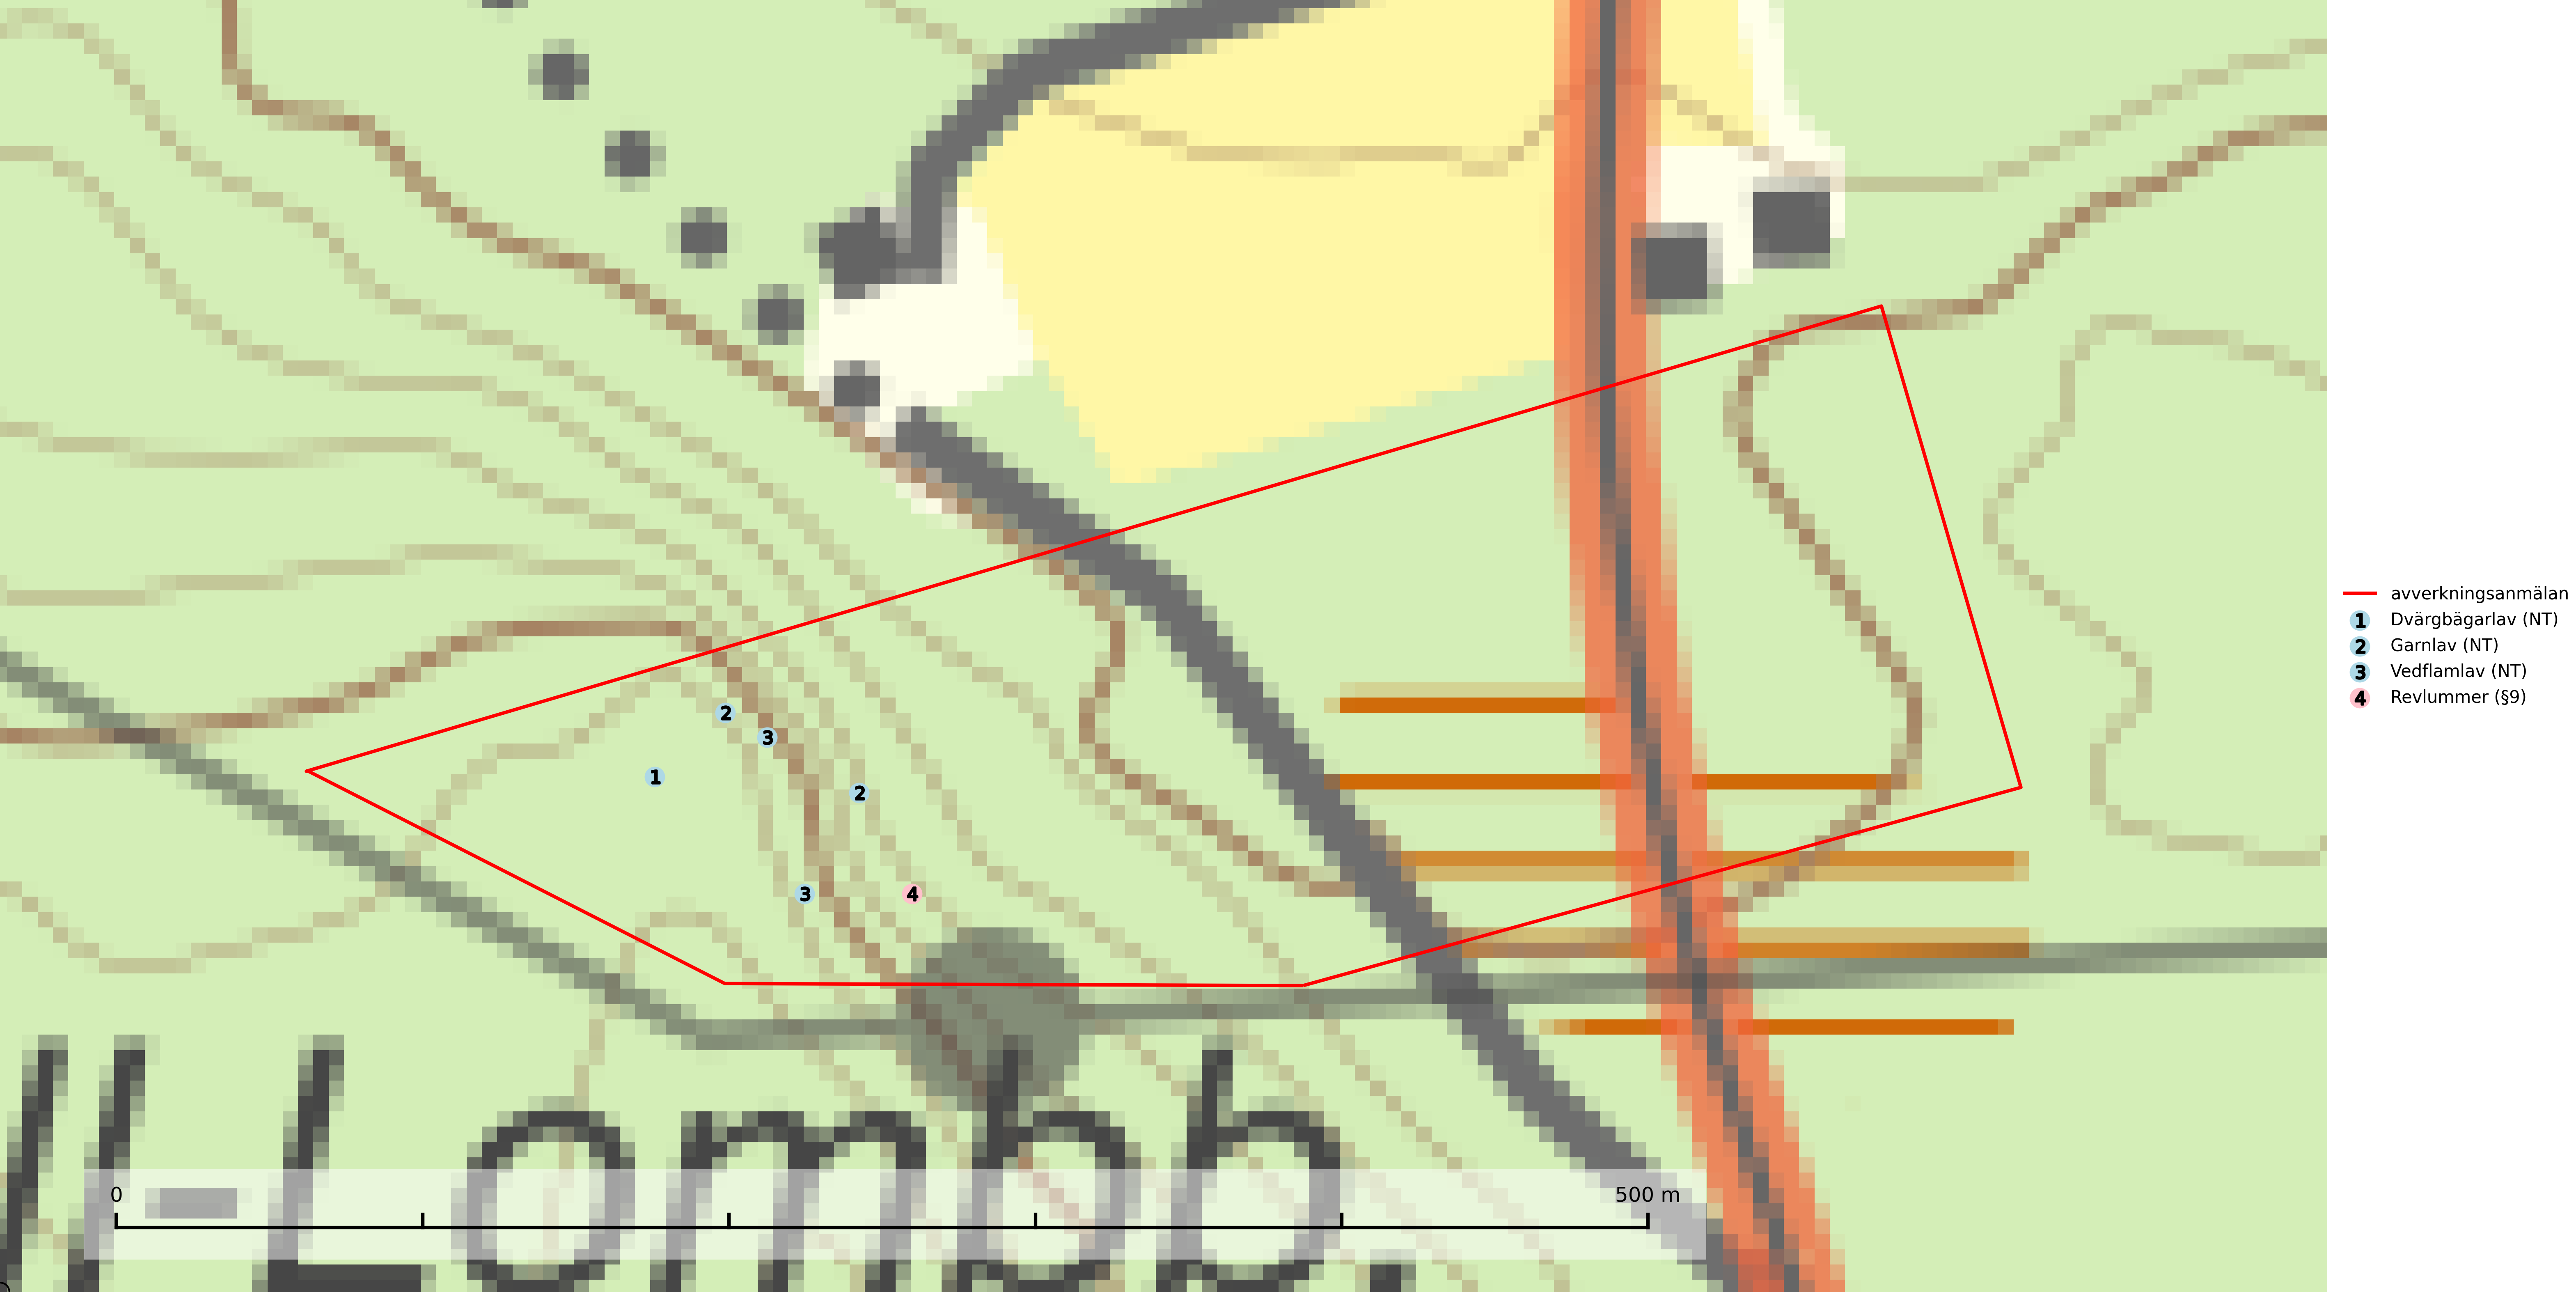 avverkningsanmälan
1 Dvärgbägarlav (NT)
2 Garnlav (NT)
3 Vedflamlav (NT)
4 Revlummer (§9)
2
3
1
2
3
4
Lombb
0
500 m